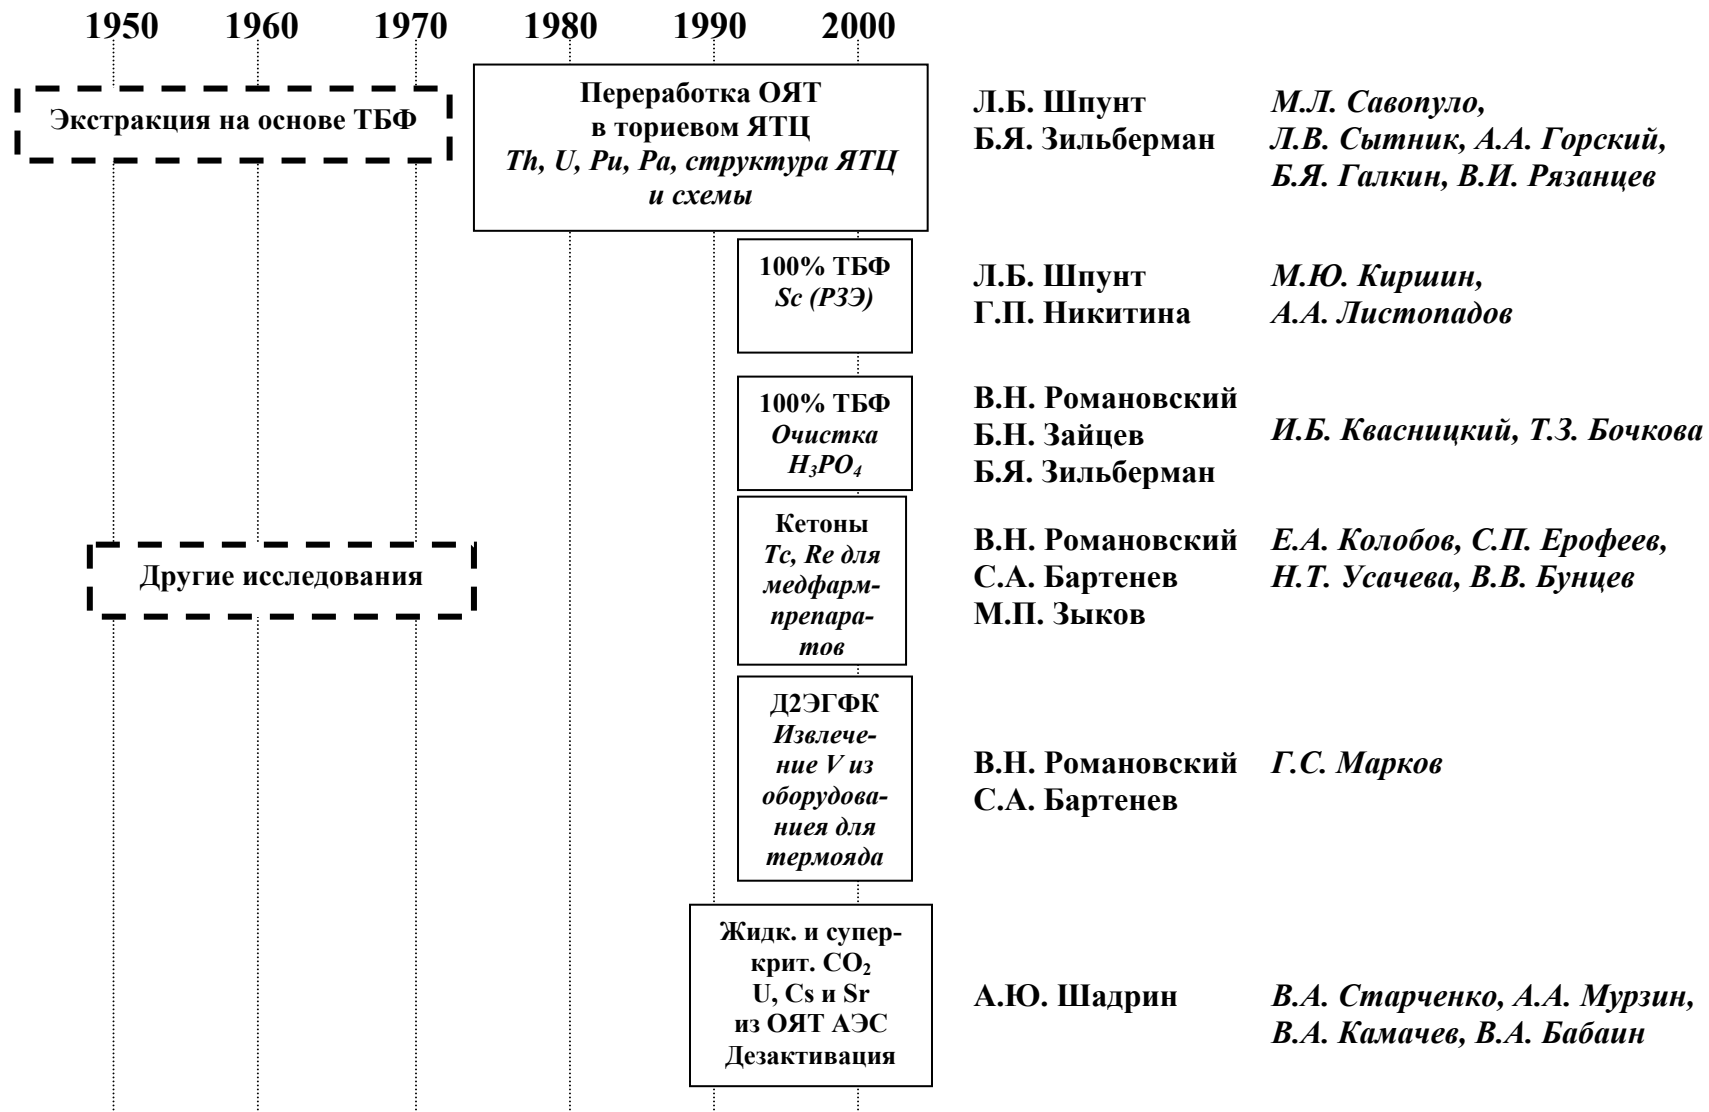 1950 1960 1970 1980 1990 2000
Экстракция на основе ТБФ
Переработка ОЯТ
в ториевом ЯТЦ
Th, U, Pu, Pa, структура ЯТЦ
и схемы
Л.Б. Шпунт
Б.Я. Зильберман
М.Л. Савопуло,
Л.В. Сытник, А.А. Горский,
Б.Я. Галкин, В.И. Рязанцев
100% ТБФ
Sc (РЗЭ)
Л.Б. Шпунт
Г.П. Никитина
М.Ю. Киршин,
А.А. Листопадов
100% ТБФ
Очистка
H₃PO₄
В.Н. Романовский
Б.Н. Зайцев
Б.Я. Зильберман
И.Б. Квасницкий, Т.З. Бочкова
Другие исследования
Кетоны
Tc, Re для
медфарм-
препара-
тов
В.Н. Романовский
С.А. Бартенев
М.П. Зыков
Е.А. Колобов, С.П. Ерофеев,
Н.Т. Усачева, В.В. Бунцев
Д2ЭГФК
Извлече-
ние V из
оборудова-
ниея для
термояда
В.Н. Романовский
С.А. Бартенев
Г.С. Марков
Жидк. и супер-
крит. CO₂
U, Cs и Sr
из ОЯТ АЭС
Дезактивация
А.Ю. Шадрин
В.А. Старченко, А.А. Мурзин,
В.А. Камачев, В.А. Бабаин